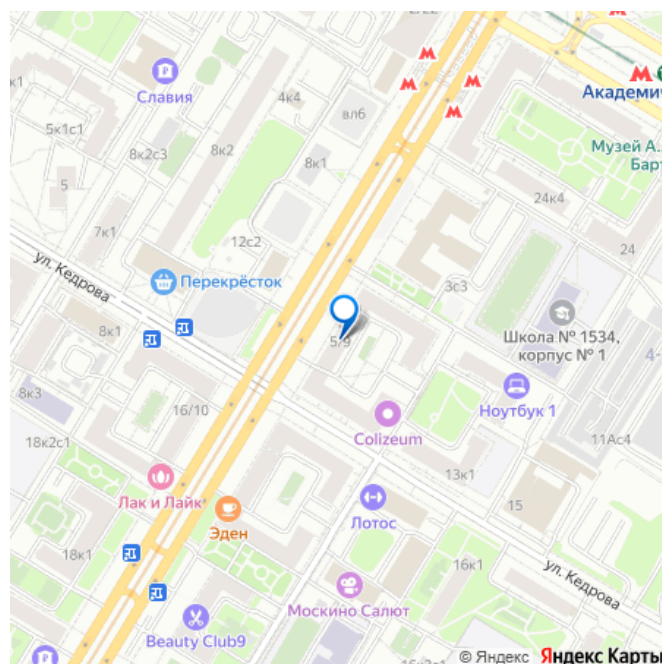 Славия
4к4
вл6
Академич
5к1с1
8к2с3
8к2
8к1
Музей А..
Барт
5
24к4
7к1
12с2
24
ул. Кедрова
Перекрёсток
3с3
8к1
5/9
Школа № 1534,
корпус № 1
4-
8к3
16/10
Ноутбук 1
Colizeum
18к2с1
11Ас4
13к1
Лак и Лайк
Лотос
15
Эден
18к1
16к1
ул. Кедрова
Москино Салют
Beauty Club9
© Яндекс Яндекс Карты